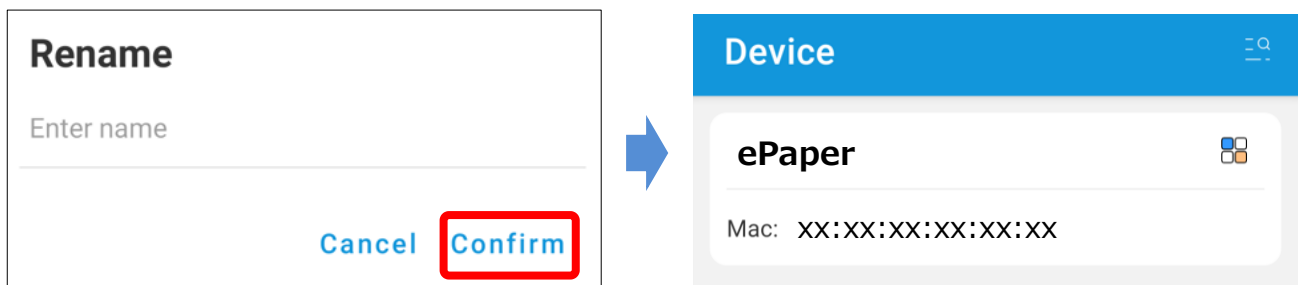 Rename
Enter name
Cancel Confirm
Device
ePaper
Mac: xx:xx:xx:xx:xx:xx